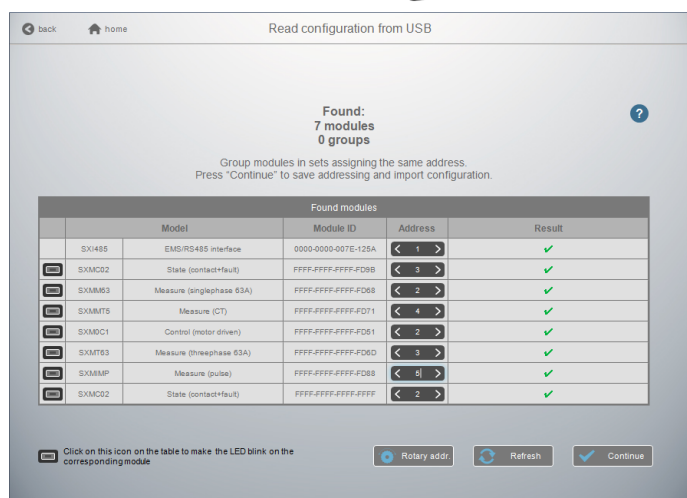 back home Read configuration from USB
Found:
7 modules
0 groups
?
Group modules in sets assigning the same address.
Press "Continue" to save addressing and import configuration.
Found modules
Model Module ID Address Result
SXI485 EMS/RS485 interface 0000-0000-007E-125A < 1 > ✔
SXMC02 State (contact+fault) FFFF-FFFF-FFFF-FD9B < 3 > ✔
SXMM63 Measure (singlephase 63A) FFFF-FFFF-FFFF-FD68 < 2 > ✔
SXMMT5 Measure (CT) FFFF-FFFF-FFFF-FD71 < 4 > ✔
SXM0C1 Control (motor driven) FFFF-FFFF-FFFF-FD51 < 2 > ✔
SXMT63 Measure (threephase 63A) FFFF-FFFF-FFFF-FD6D < 3 > ✔
SXMIMP Measure (pulse) FFFF-FFFF-FFFF-FD88 < 5 > ✔
SXMC02 State (contact+fault) FFFF-FFFF-FFFF-FFFF < 2 > ✔
Click on this icon on the table to make the LED blink on the
corresponding module
Rotary addr. Refresh Continue